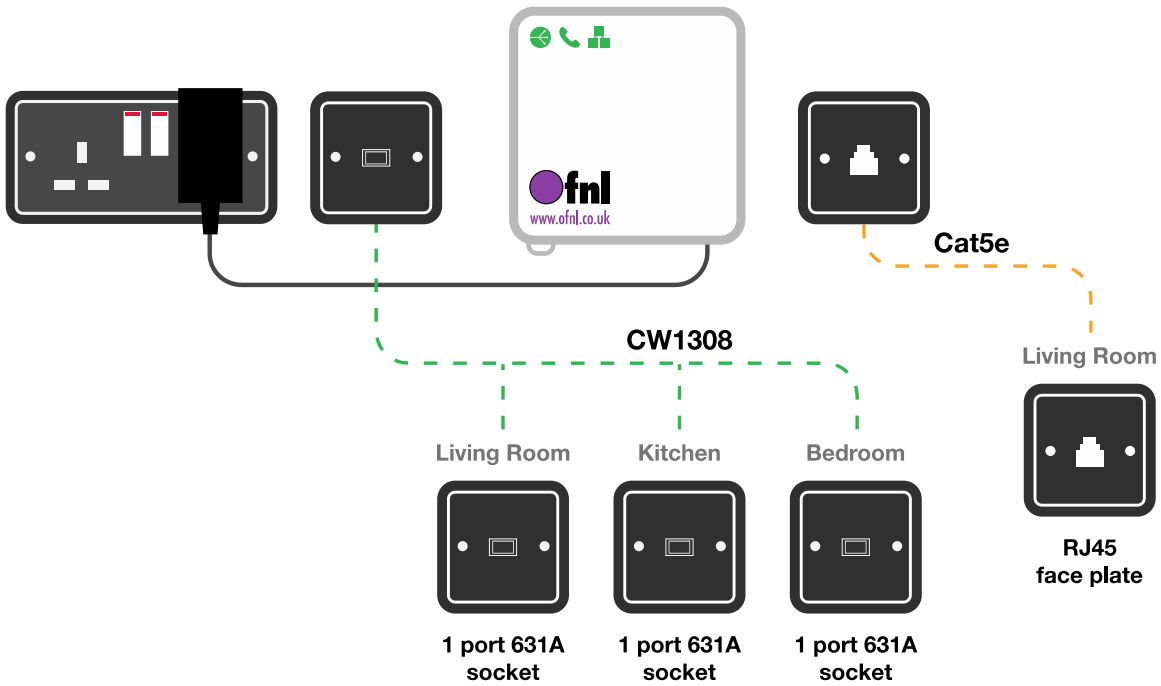 Ofnl
www.ofnl.co.uk
Cat5e
CW1308
Living Room
Living Room
Kitchen
Bedroom
RJ45
face plate
1 port 631A
socket
1 port 631A
socket
1 port 631A
socket